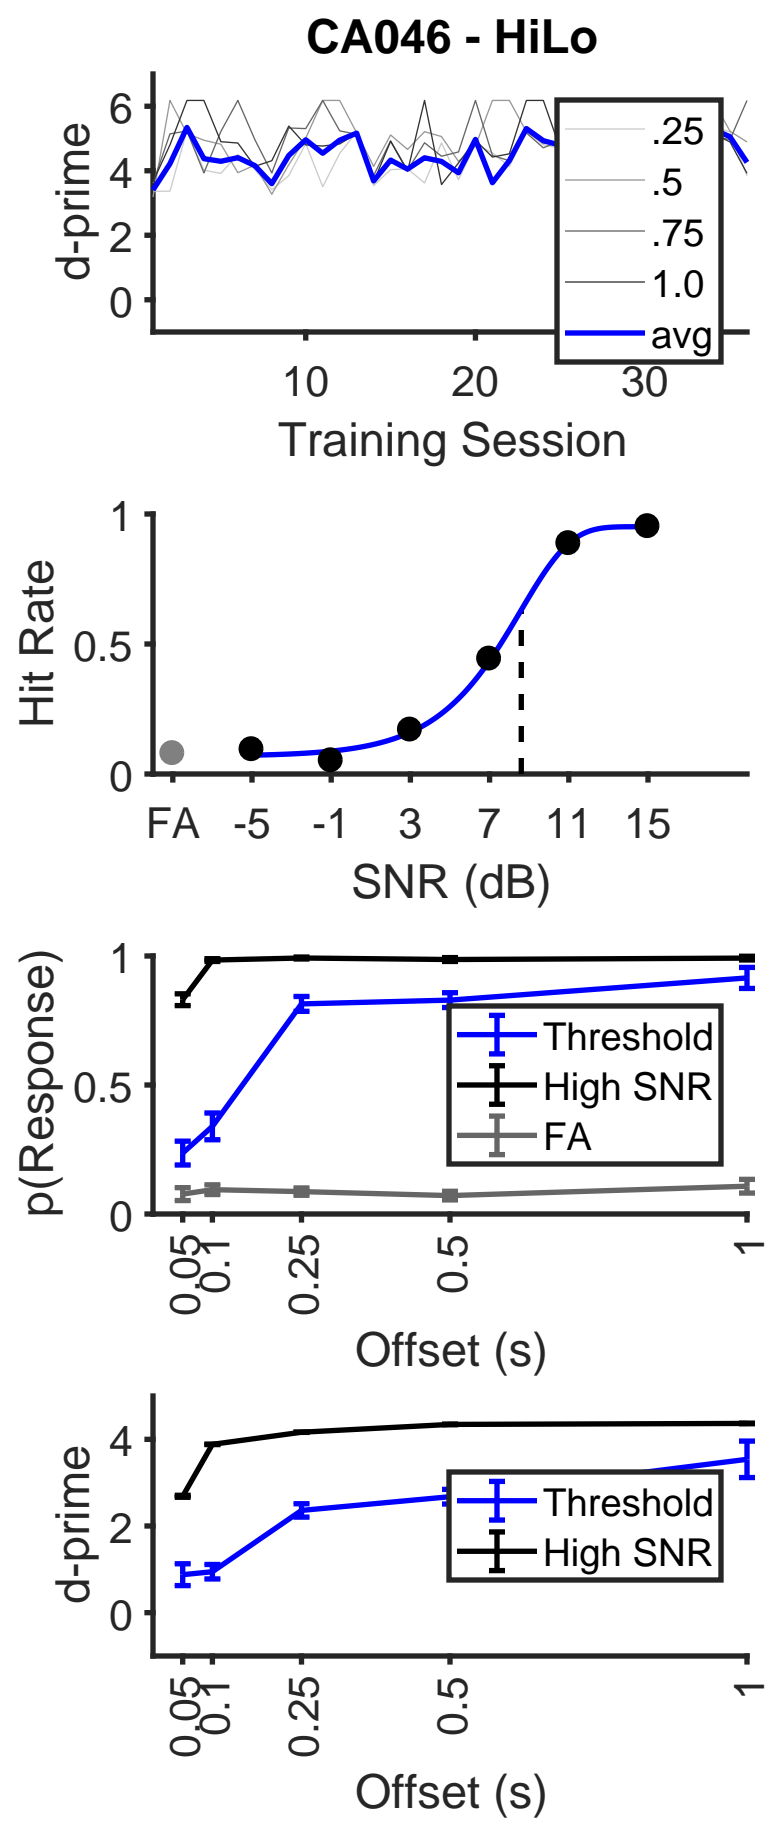 CA046 - HiLo
d-prime
6
4
2
0
.25
.5
.75
1.0
avg
10 20 30
Training Session
Hit Rate
1
0.5
0
FA -5 -1 3 7 11 15
SNR (dB)
p(Response)
1
0.5
0
Threshold
High SNR
FA
0.05 0.1 0.25 0.5 1
Offset (s)
d-prime
4
2
0
Threshold
High SNR
0.05 0.1 0.25 0.5 1
Offset (s)